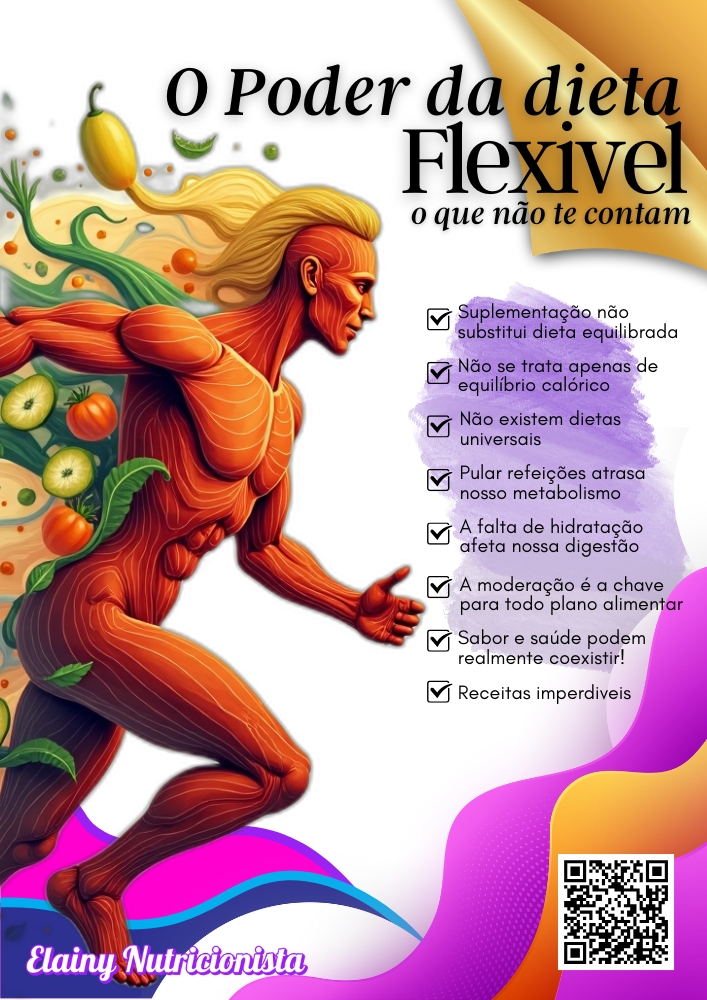 O Poder da dieta
Flexivel
o que não te contam
Suplementação não
substitui dieta equilibrada
Não se trata apenas de
equilíbrio calórico
Não existem dietas
universais
Pular refeições atrasa
nosso metabolismo
A falta de hidratação
afeta nossa digestão
A moderação é a chave
para todo plano alimentar
Sabor e saúde podem
realmente coexistir!
Receitas imperdiveis
Elainy Nutricionista